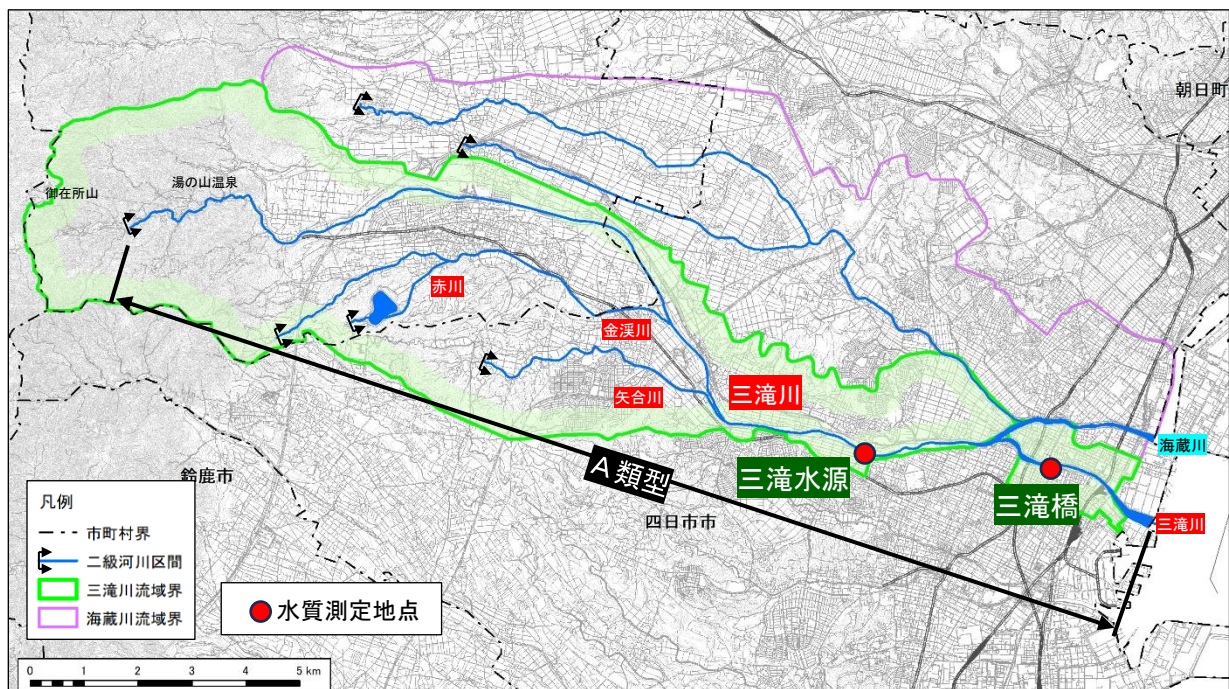 朝日町
湯の山温泉
御在所山
赤川
金渓川
矢合川
三滝川
海蔵川
A類型
三滝水源
三滝橋
鈴鹿市
四日市市
三滝川
凡例
市町村界
二級河川区間
三滝川流域界
海蔵川流域界
水質測定地点
0 1 2 3 4 5 km